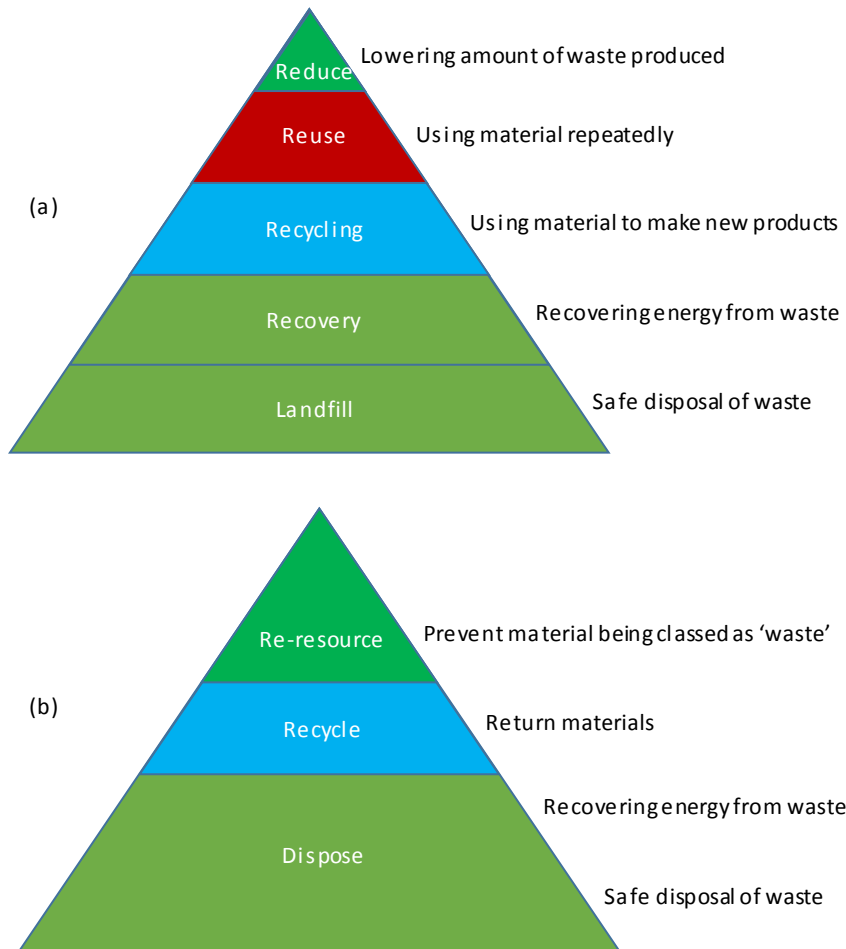 Reduce
Lowering amount of waste produced
Reuse
Using material repeatedly
(a)
Recycling
Using material to make new products
Recovery
Recovering energy from waste
Landfill
Safe disposal of waste
Re-resource
Prevent material being classed as ‘waste’
(b)
Recycle
Return materials
Recovering energy from waste
Dispose
Safe disposal of waste